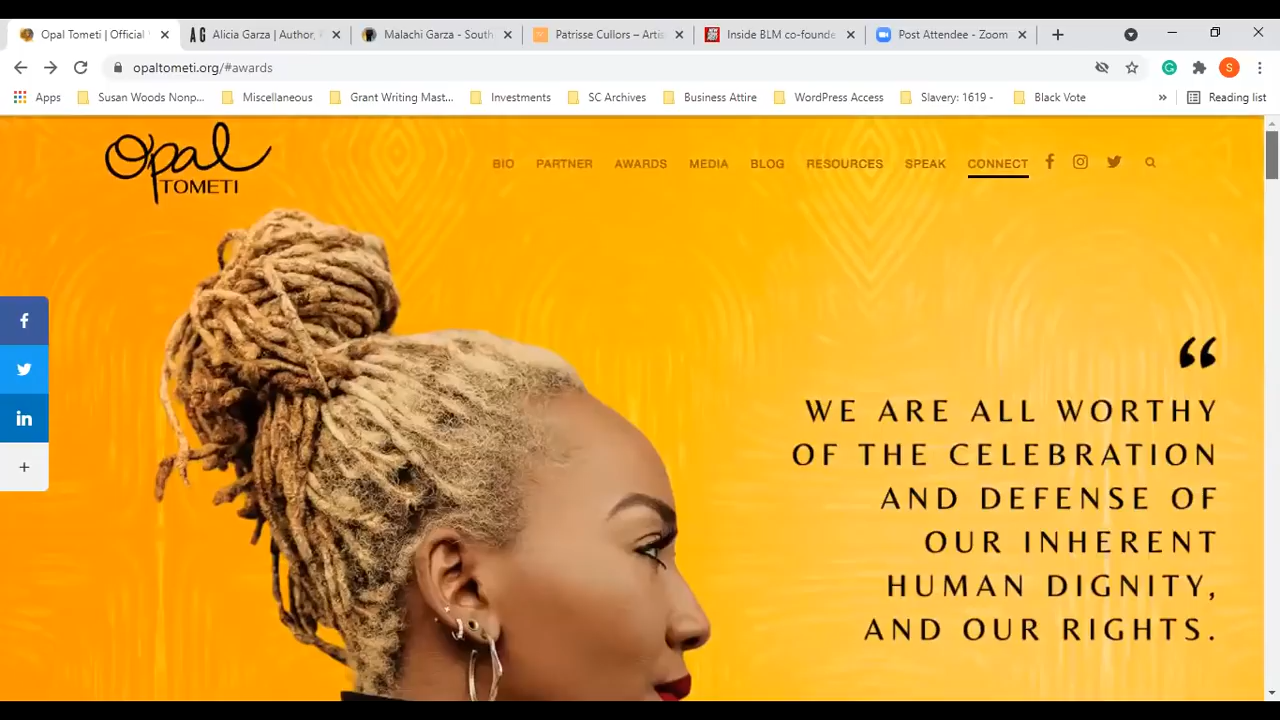 Opal Tometi | Official
Alicia Garza | Author,
Malachi Garza - South
Patrisse Cullors – Artis
Inside BLM co-founde
Post Attendee - Zoom
opaltometi.org/#awards
S
Apps
Susan Woods Nonp...
Miscellaneous
Grant Writing Mast...
Investments
SC Archives
Business Attire
WordPress Access
Slavery: 1619 -
Black Vote
»
Reading list
Opal
TOMETI
BIO PARTNER AWARDS MEDIA BLOG RESOURCES SPEAK CONNECT
“
WE ARE ALL WORTHY
OF THE CELEBRATION
AND DEFENSE OF
OUR INHERENT
HUMAN DIGNITY,
AND OUR RIGHTS.